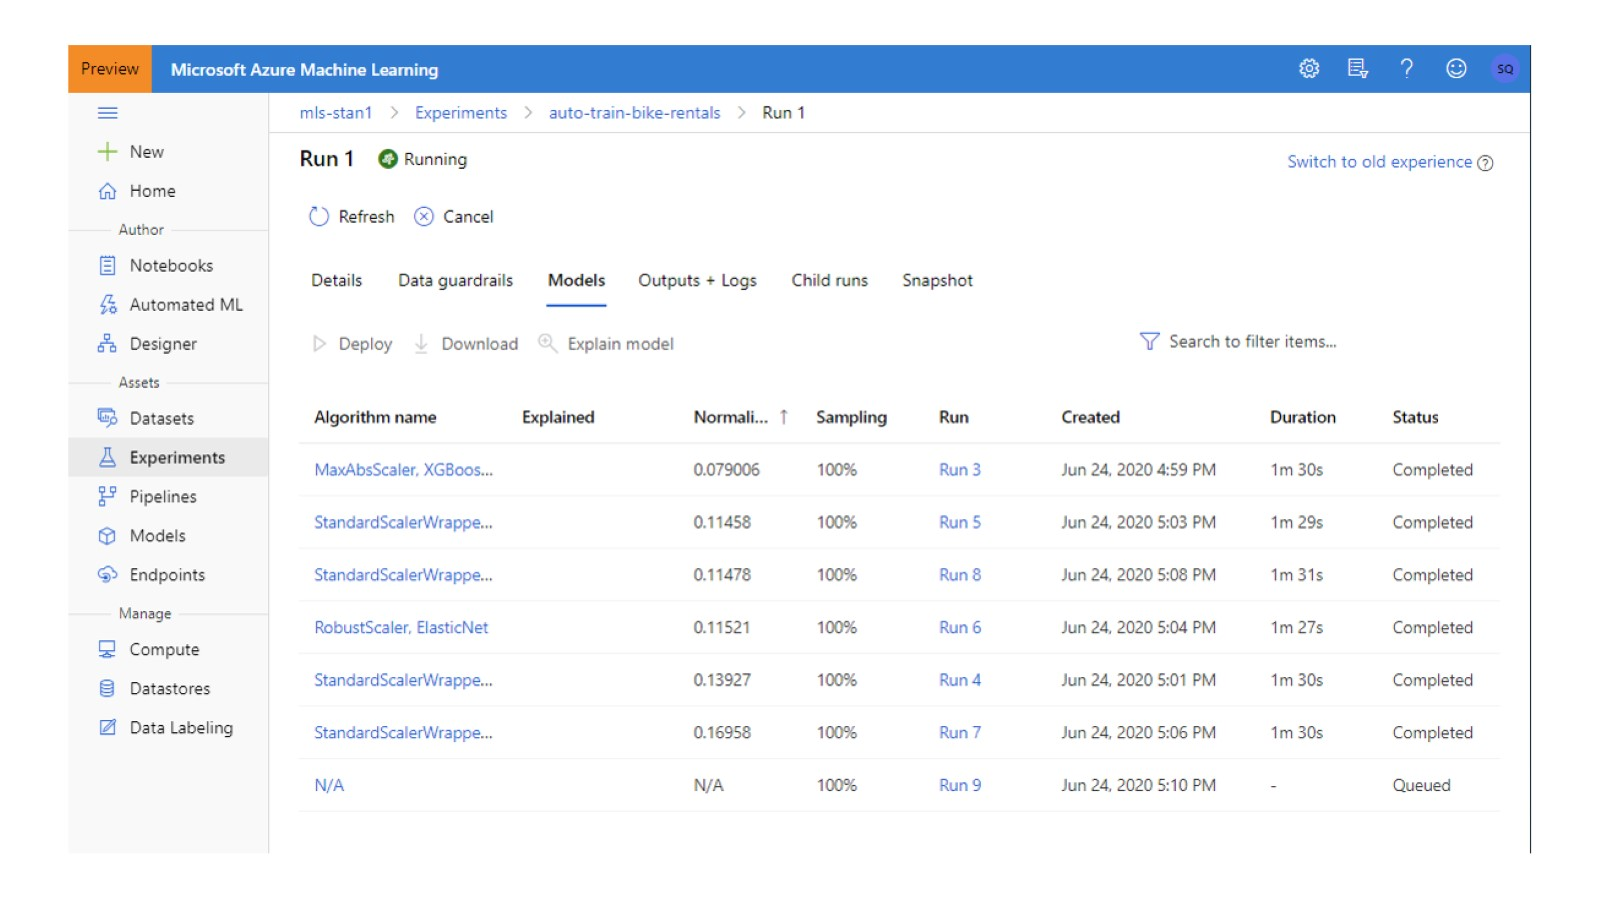 Preview
Microsoft Azure Machine Learning
SQ
mls-stan1 > Experiments > auto-train-bike-rentals > Run 1
New
Home
Author
Notebooks
Automated ML
Designer
Assets
Datasets
Experiments
Pipelines
Models
Endpoints
Manage
Compute
Datastores
Data Labeling
Run 1 Running
Switch to old experience ?
Refresh Cancel
Details Data guardrails Models Outputs + Logs Child runs Snapshot
Deploy Download Explain model Search to filter items...
Algorithm name Explained Normali... ↑ Sampling Run Created Duration Status
MaxAbsScaler, XGBoos... 0.079006 100% Run 3 Jun 24, 2020 4:59 PM 1m 30s Completed
StandardScalerWrappe... 0.11458 100% Run 5 Jun 24, 2020 5:03 PM 1m 29s Completed
StandardScalerWrappe... 0.11478 100% Run 8 Jun 24, 2020 5:08 PM 1m 31s Completed
RobustScaler, ElasticNet 0.11521 100% Run 6 Jun 24, 2020 5:04 PM 1m 27s Completed
StandardScalerWrappe... 0.13927 100% Run 4 Jun 24, 2020 5:01 PM 1m 30s Completed
StandardScalerWrappe... 0.16958 100% Run 7 Jun 24, 2020 5:06 PM 1m 30s Completed
N/A N/A 100% Run 9 Jun 24, 2020 5:10 PM - Queued